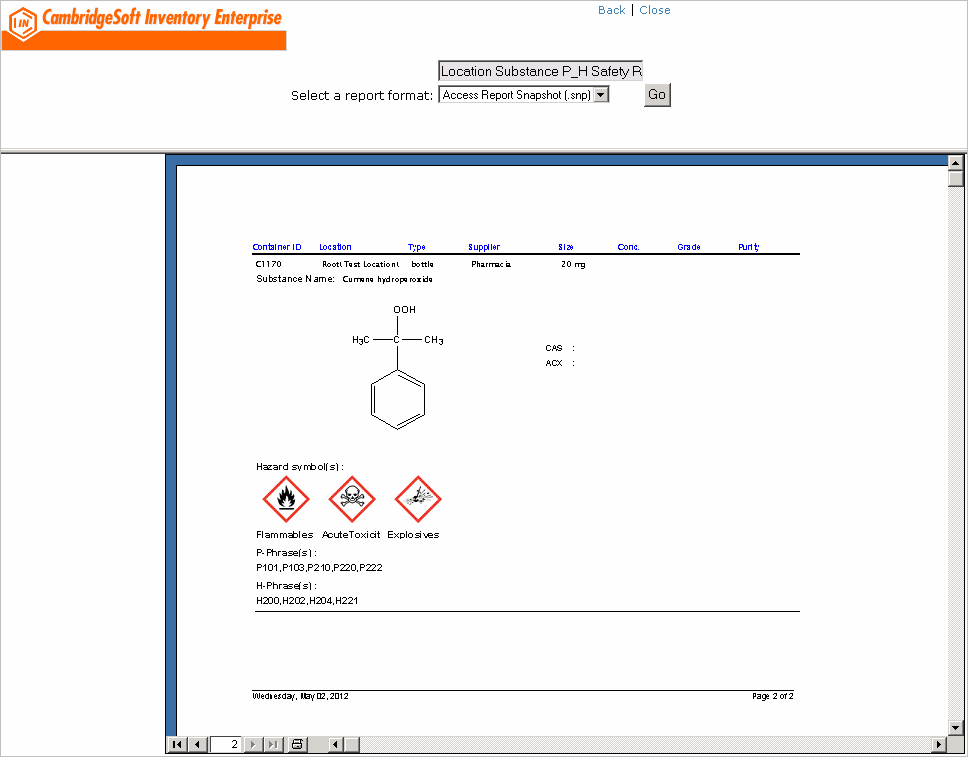 IN CambridgeSoft Inventory Enterprise
Back | Close
Location Substance P_H Safety R
Select a report format: Access Report Snapshot (.snp) Go
Container ID Location Type Supplier Size Conc. Grade Purity
C1170 Root\Test Location\ bottle Pharmacia 20 mg
Substance Name: Cumene hydroperoxide
OOH
H3C C CH3
CAS :
ACX :
Hazard symbol(s) :
Flammables AcuteToxicit Explosives
P-Phrase(s) :
P101,P103,P210,P220,P222
H-Phrase(s) :
H200,H202,H204,H221
Wednesday, May 02, 2012 Page 2 of 2
2